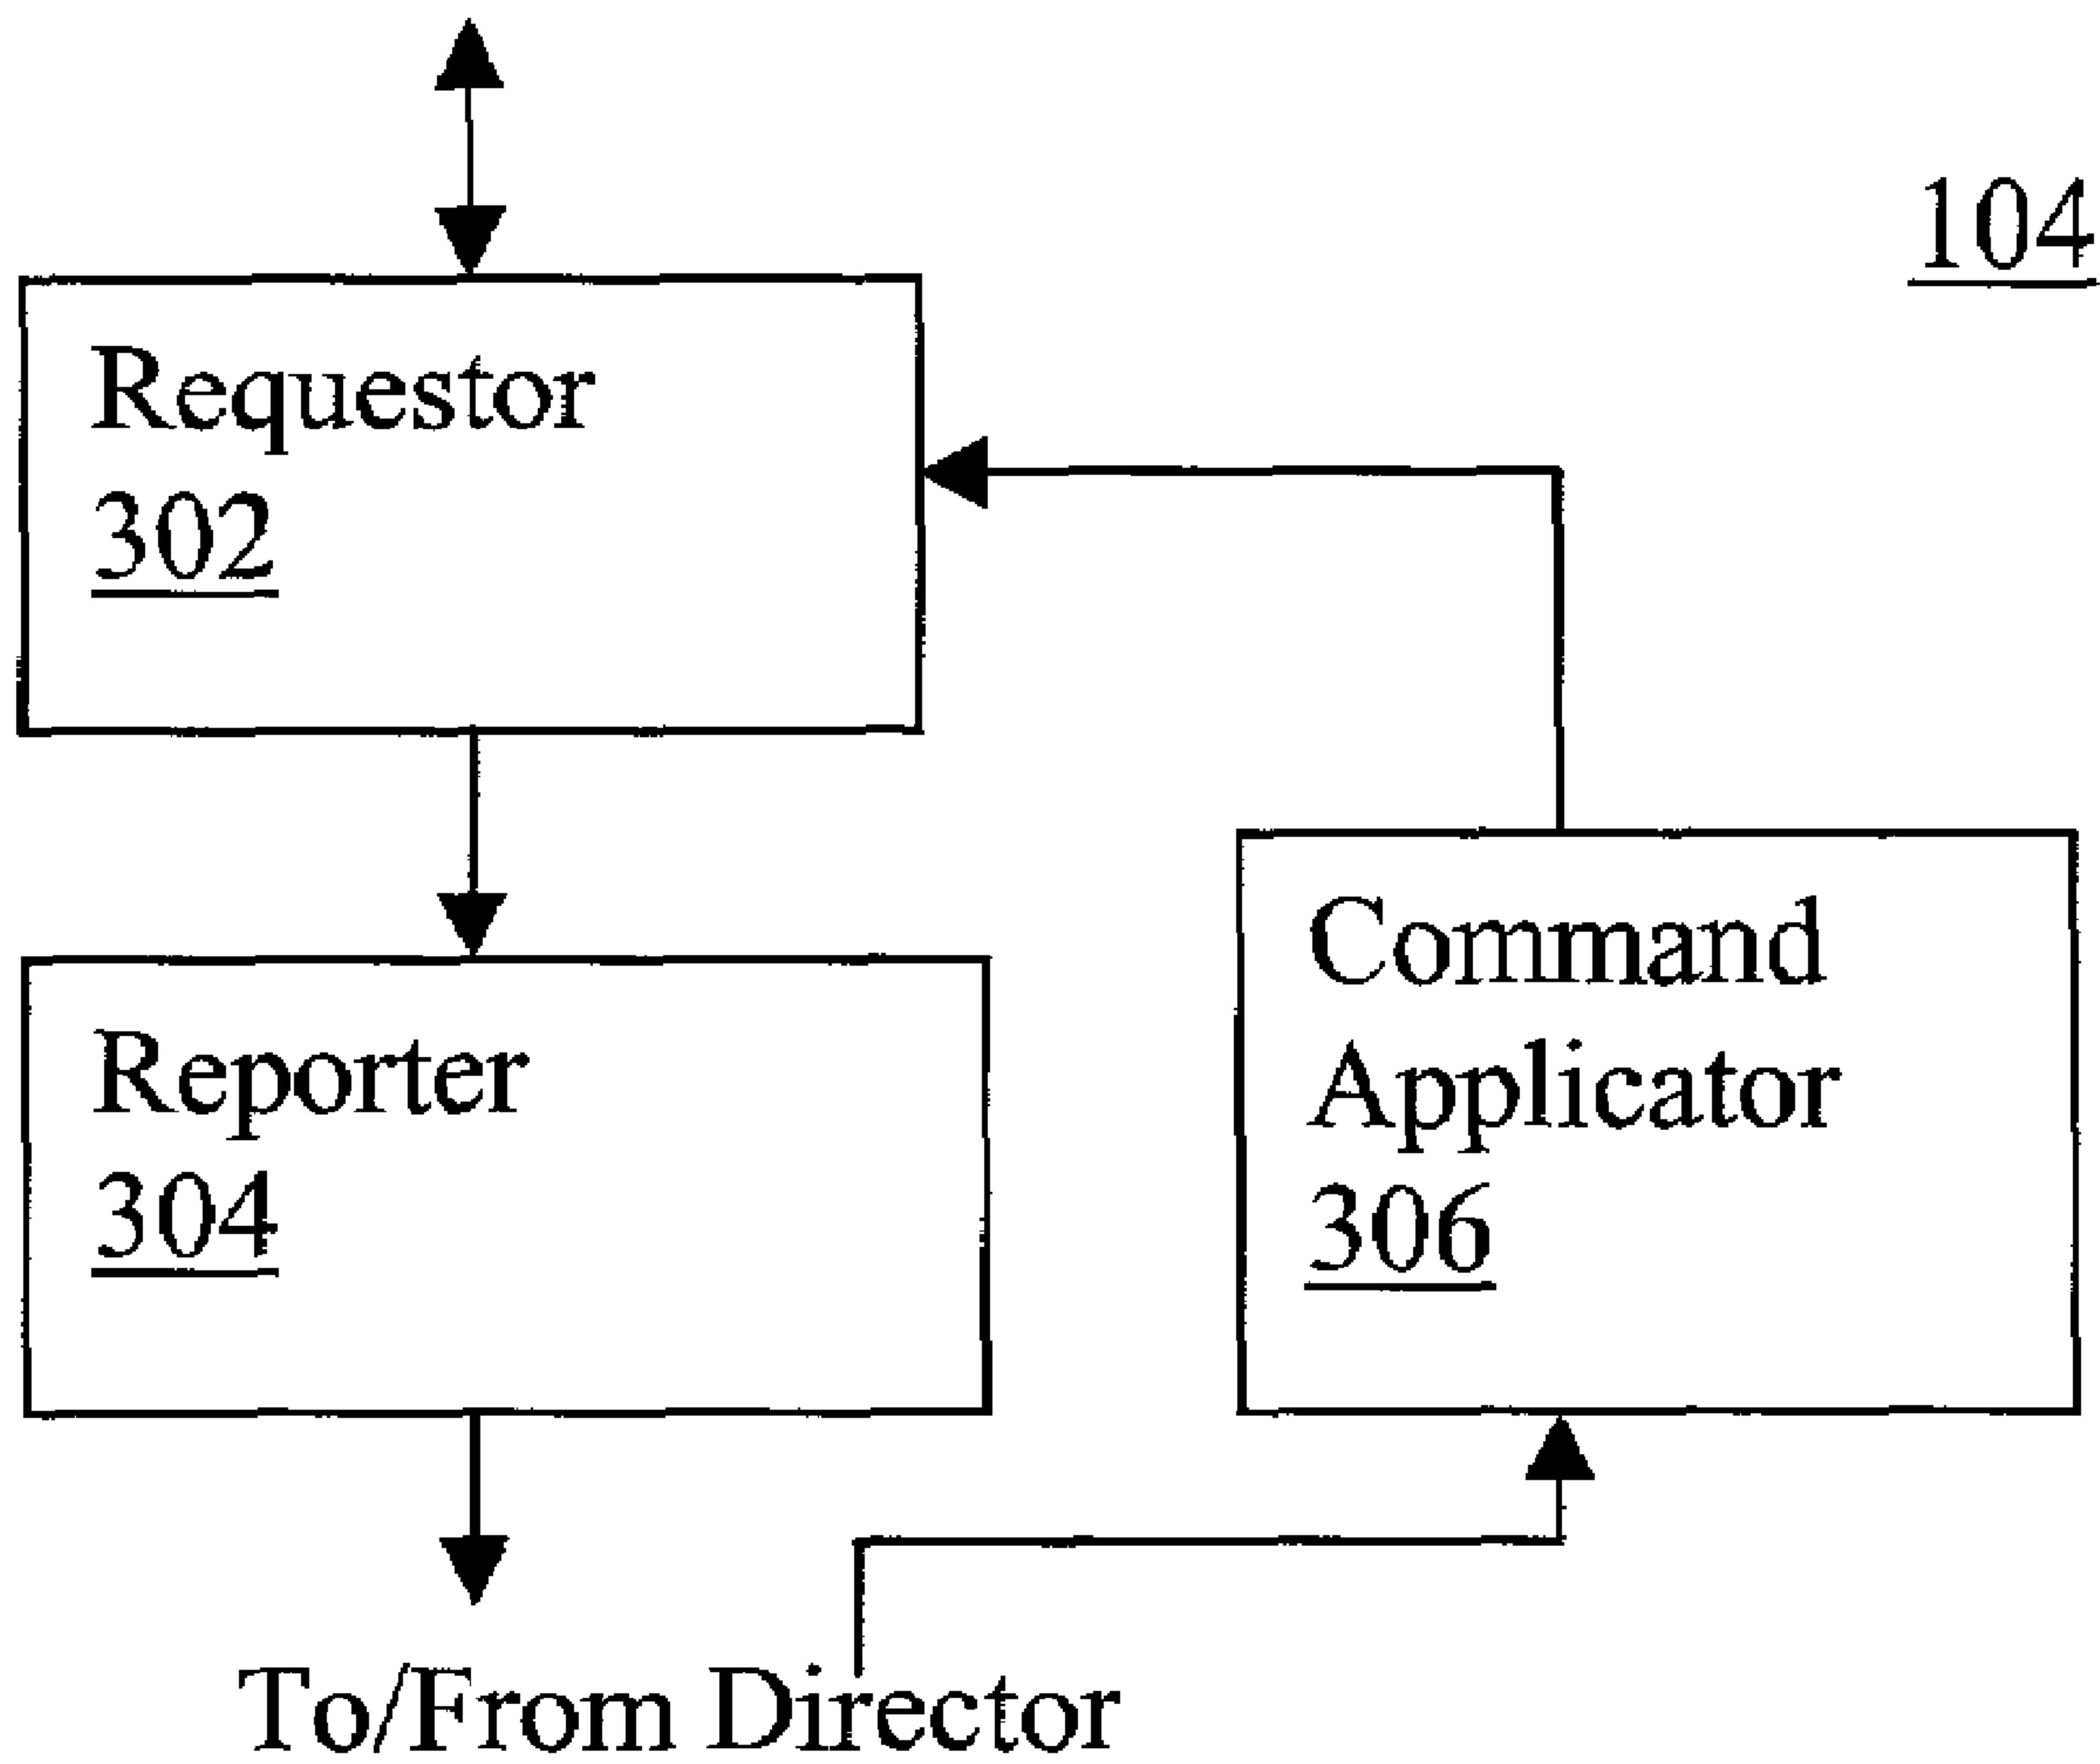 104
Requestor
302
Reporter
304
Command
Applicator
306
To/From Director